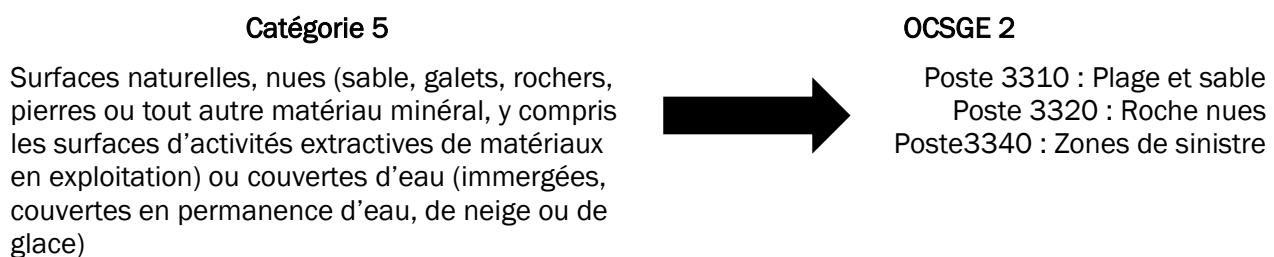 Catégorie 5
Surfaces naturelles, nues (sable, galets, rochers,
pierres ou tout autre matériau minéral, y compris
les surfaces d’activités extractives de matériaux
en exploitation) ou couvertes d’eau (immergées,
couvertes en permanence d’eau, de neige ou de
glace)
OCSGE 2
Poste 3310 : Plage et sable
Poste 3320 : Roche nues
Poste3340 : Zones de sinistre